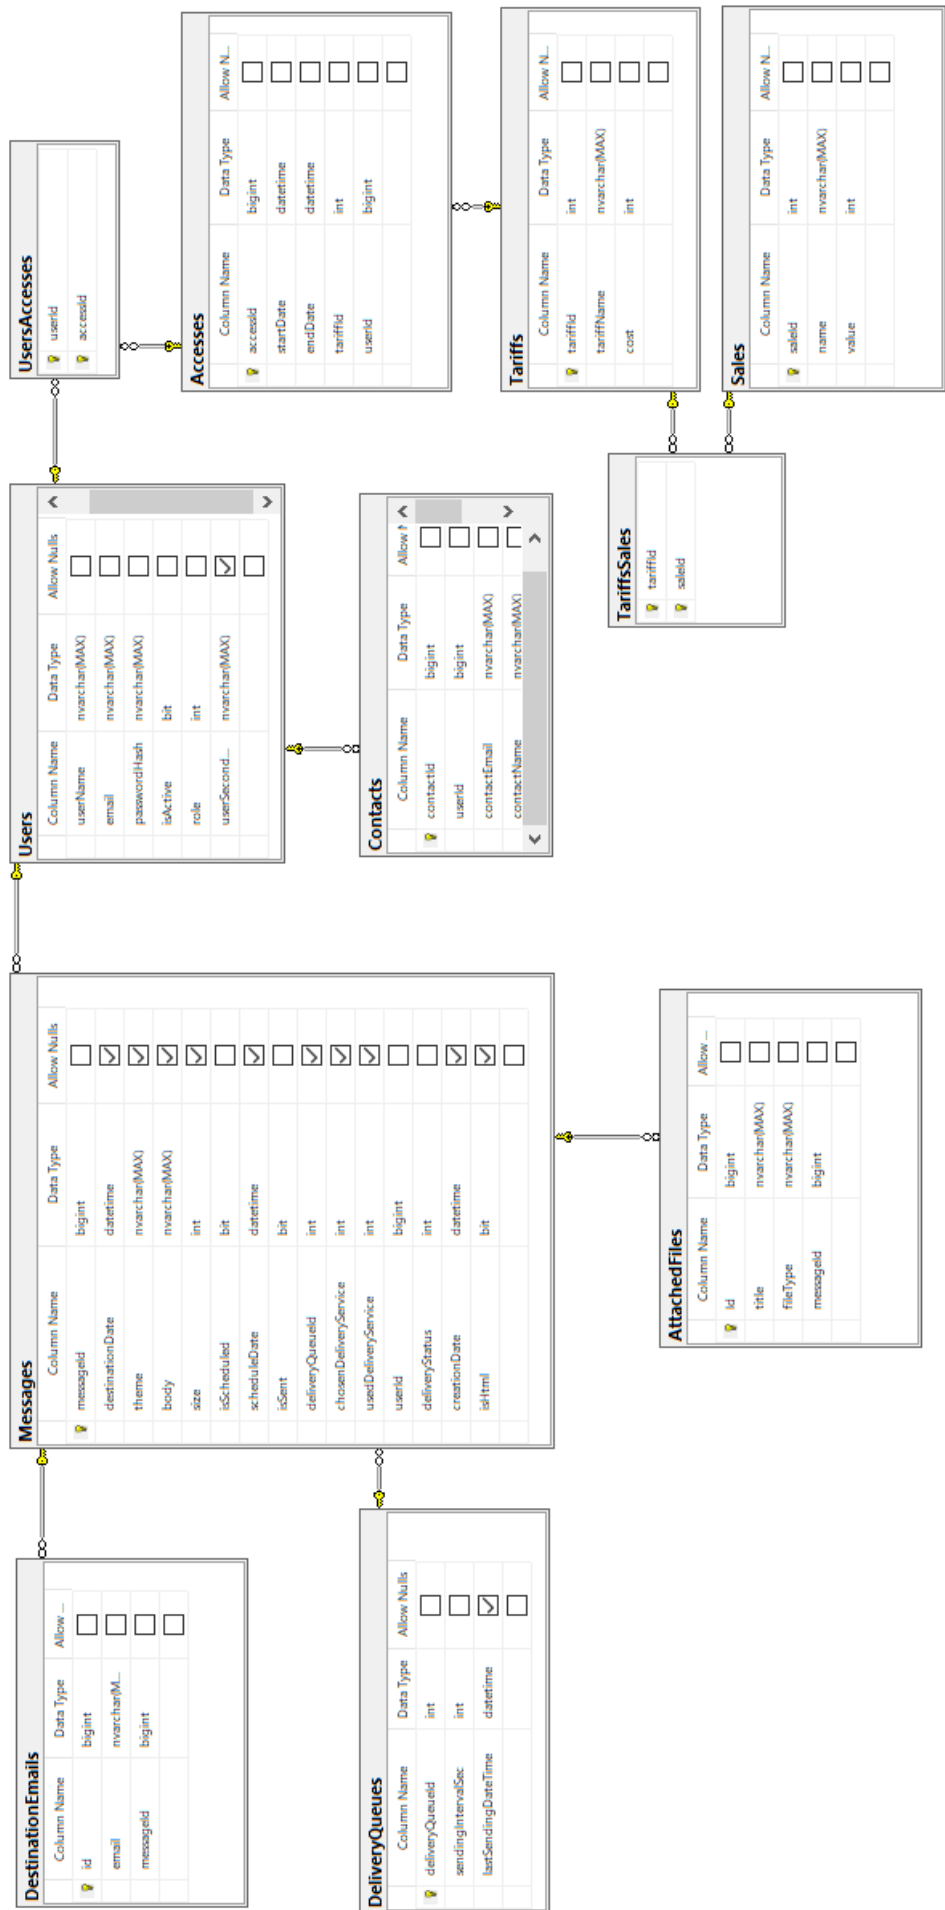 DestinationEmails
Column Name Data Type Allow ...
id bigint
email nvarchar(M...
messageId bigint
DeliveryQueues
Column Name Data Type Allow Nulls
deliveryQueueId int
sendingIntervalSec int
lastSendingDateTime datetime
Messages
Column Name Data Type Allow Nulls
messageId bigint
destinationDate datetime
theme nvarchar(MAX)
body nvarchar(MAX)
size int
isScheduled bit
scheduleDate datetime
isSent bit
deliveryQueueId int
chosenDeliveryService int
usedDeliveryService int
userId bigint
deliveryStatus int
creationDate datetime
isHtml bit
AttachedFiles
Column Name Data Type Allow ...
id bigint
title nvarchar(MAX)
fileType nvarchar(MAX)
messageId bigint
Users
Column Name Data Type Allow Nulls
userName nvarchar(MAX)
email nvarchar(MAX)
passwordHash nvarchar(MAX)
isActive bit
role int
userSecond... nvarchar(MAX)
Contacts
Column Name Data Type Allow N
contactId bigint
userId bigint
contactEmail nvarchar(MAX)
contactName nvarchar(MAX)
UsersAccesses
userId
accessId
Accesses
Column Name Data Type Allow N...
accessId bigint
startDate datetime
endDate datetime
tariffId int
userId bigint
Tariffs
Column Name Data Type Allow N...
tariffId int
tariffName nvarchar(MAX)
cost int
TariffsSales
tariffId
saleId
Sales
Column Name Data Type Allow N...
saleId int
name nvarchar(MAX)
value int